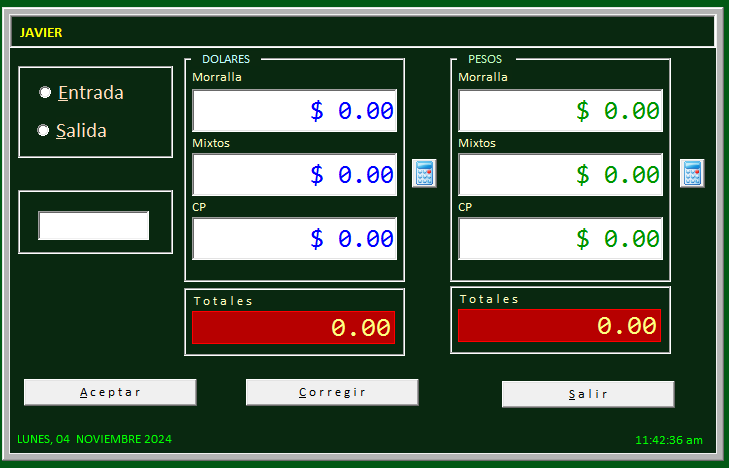 JAVIER
Entrada
Salida
DOLARES
Morralla
$ 0.00
Mixtos
$ 0.00
CP
$ 0.00
Totales
0.00
PESOS
Morralla
$ 0.00
Mixtos
$ 0.00
CP
$ 0.00
Totales
0.00
Aceptar
Corregir
Salir
LUNES, 04 NOVIEMBRE 2024
11:42:36 am